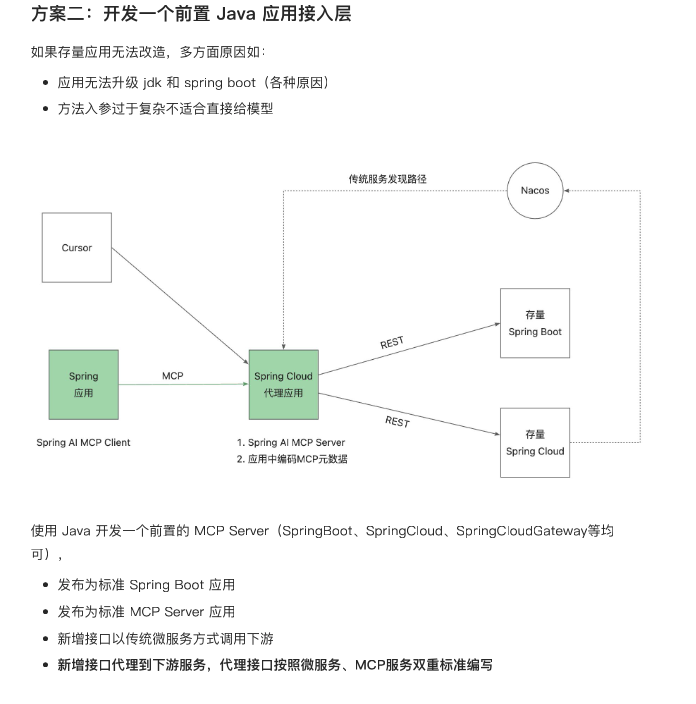 方案二：开发一个前置 Java 应用接入层
如果存量应用无法改造，多方面原因如：
应用无法升级 jdk 和 spring boot（各种原因）
方法入参过于复杂不适合直接给模型
传统服务发现路径
Nacos
Cursor
存量
Spring Boot
REST
Spring
应用
MCP
Spring Cloud
代理应用
REST
存量
Spring Cloud
Spring AI MCP Client
1. Spring AI MCP Server
2. 应用中编码MCP元数据
使用 Java 开发一个前置的 MCP Server（SpringBoot、SpringCloud、SpringCloudGateway等均
可），
发布为标准 Spring Boot 应用
发布为标准 MCP Server 应用
新增接口以传统微服务方式调用下游
新增接口代理到下游服务，代理接口按照微服务、MCP服务双重标准编写